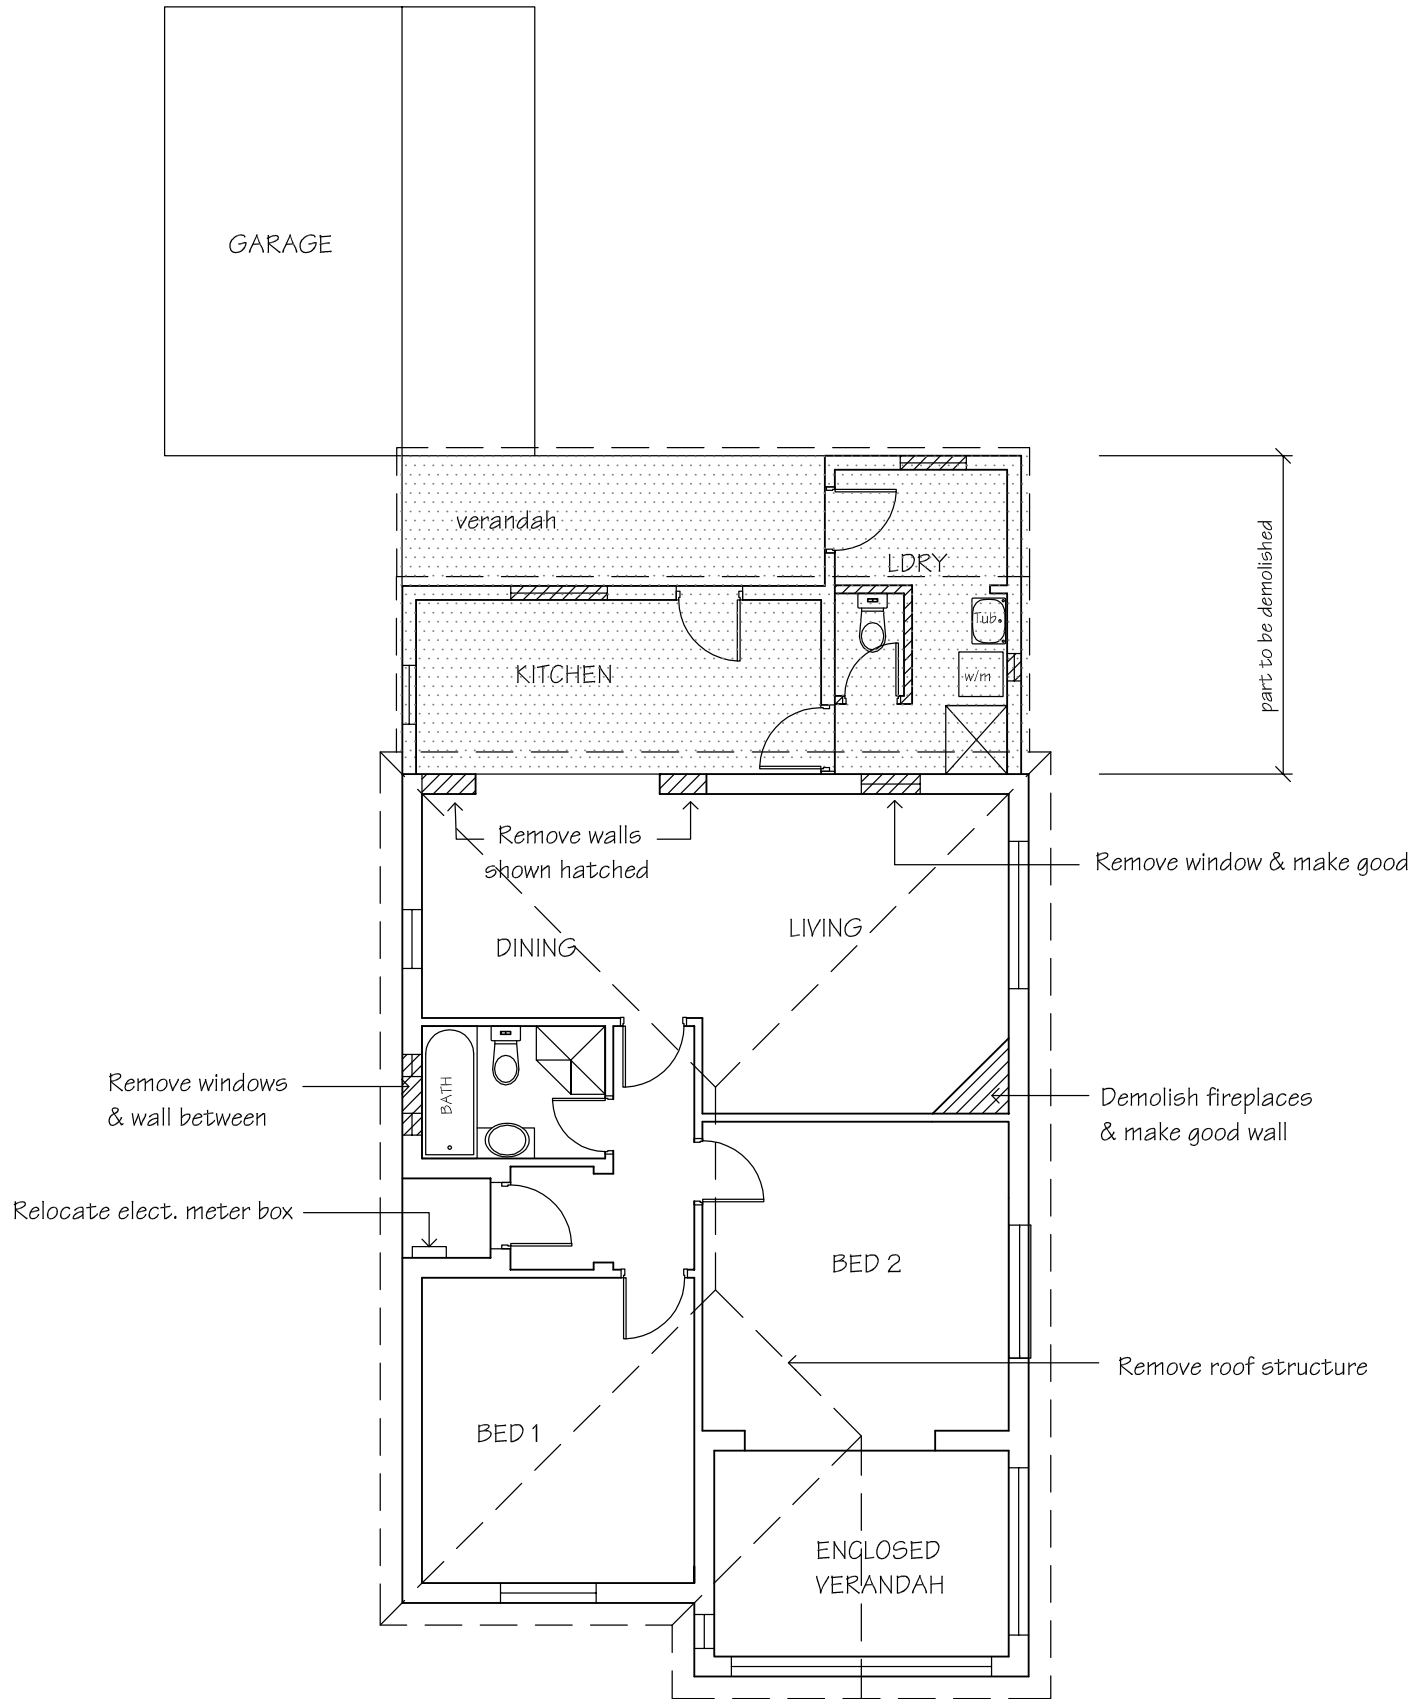 GARAGE
verandah
LDRY
part to be demolished
Tub.
KITCHEN
w/m
Remove walls
shown hatched
Remove window & make good
LIVING
DINING
Remove windows
& wall between
BATH
Demolish fireplaces
& make good wall
Relocate elect. meter box
BED 2
Remove roof structure
BED 1
ENCLOSED
VERANDAH